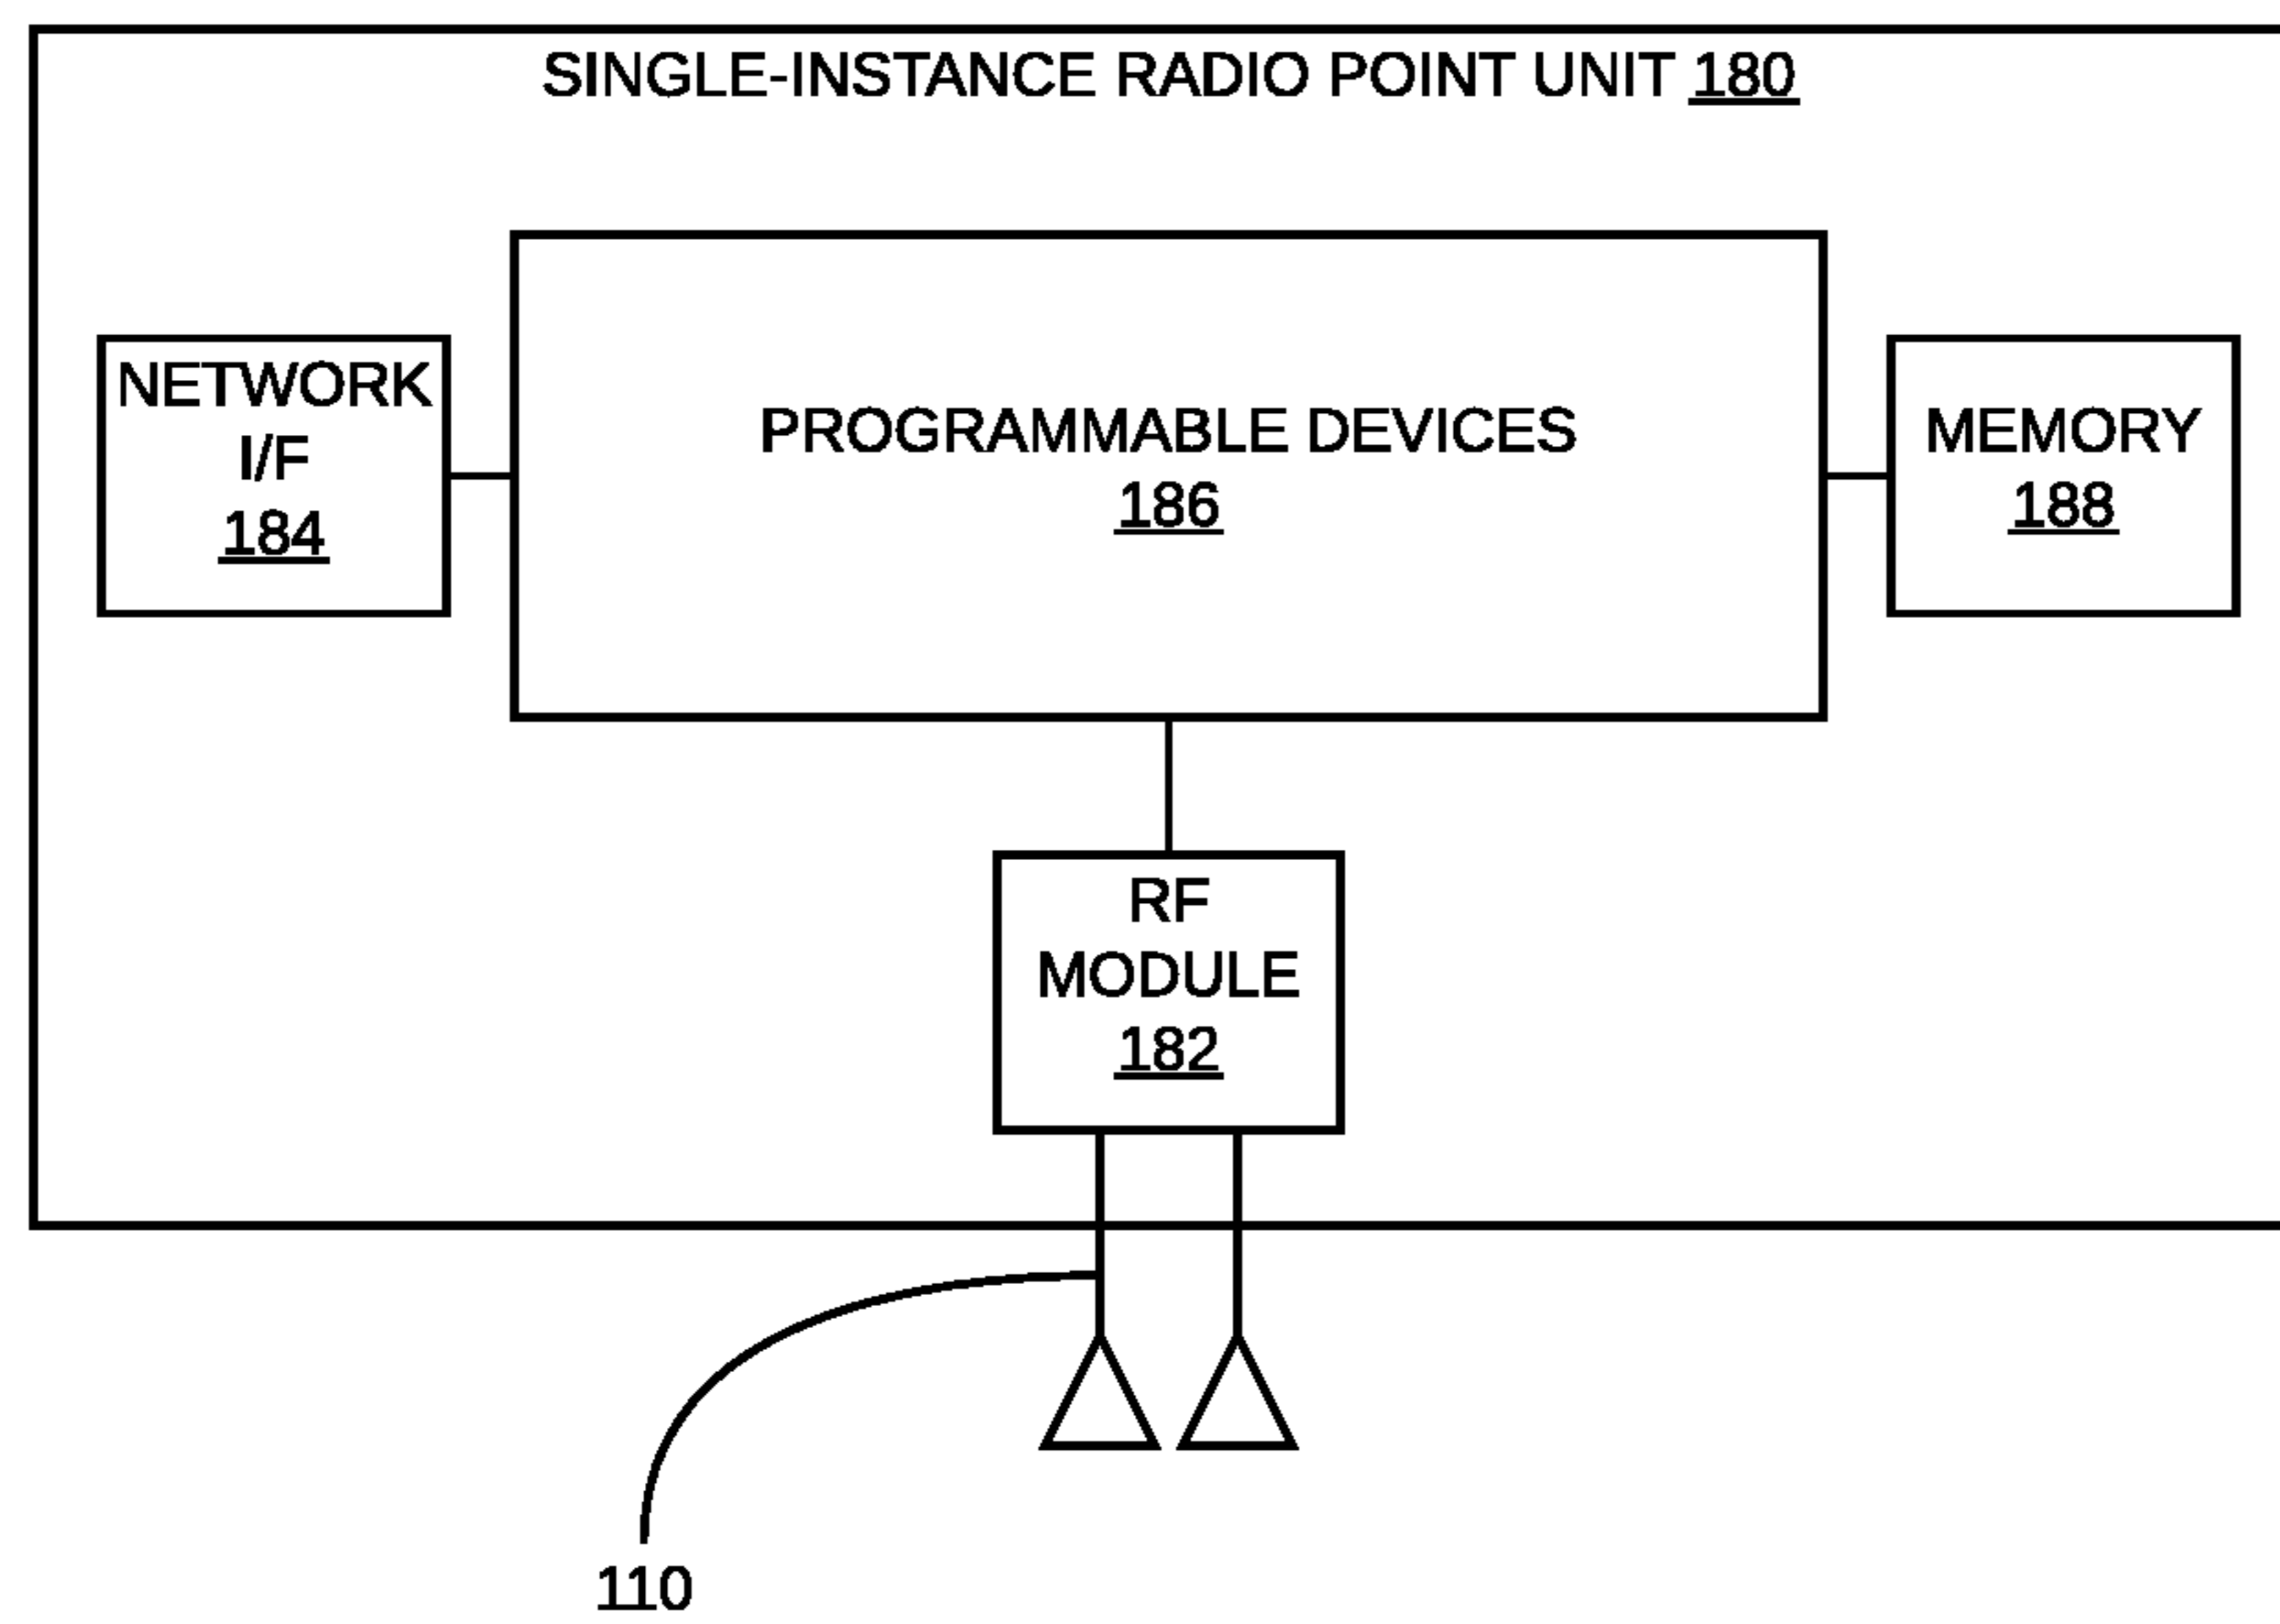 SINGLE-INSTANCE RADIO POINT UNIT 180
NETWORK
I/F
184
PROGRAMMABLE DEVICES
186
MEMORY
188
RF
MODULE
182
110